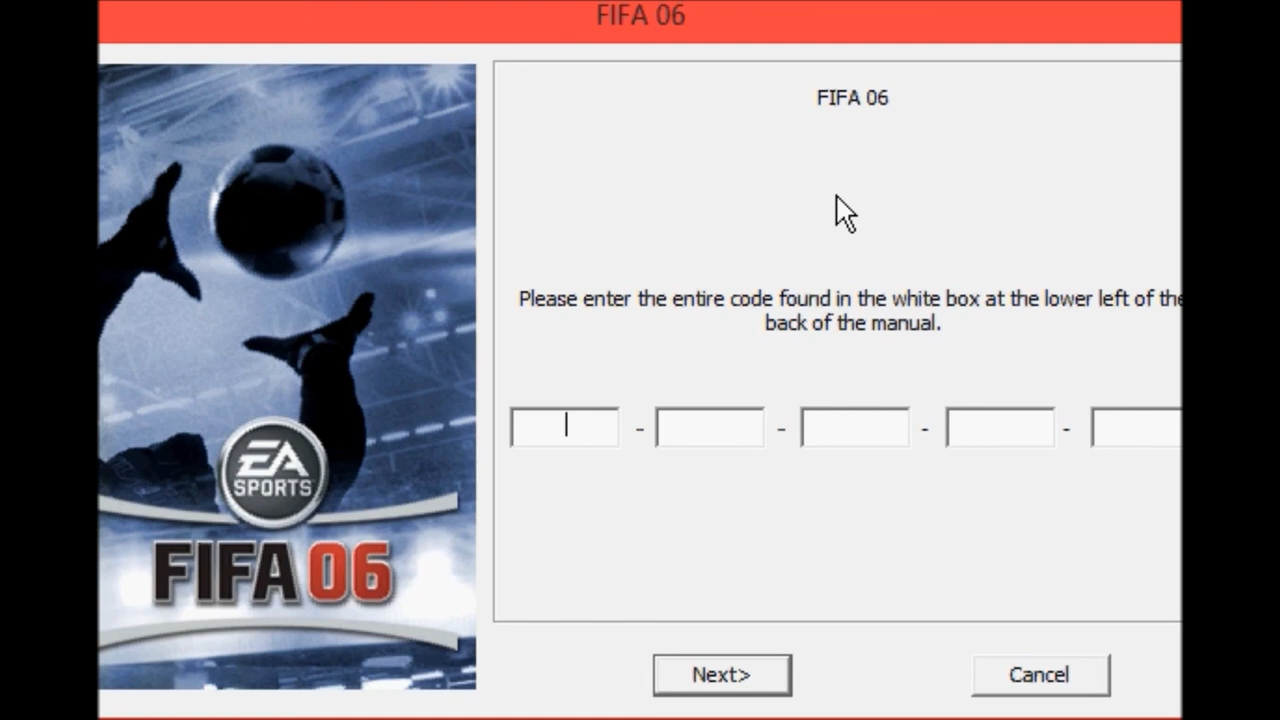 FIFA 06
FIFA 06
Please enter the entire code found in the white box at the lower left of the
back of the manual.
- - - -
EA
SPORTS
FIFA 06
Next>
Cancel